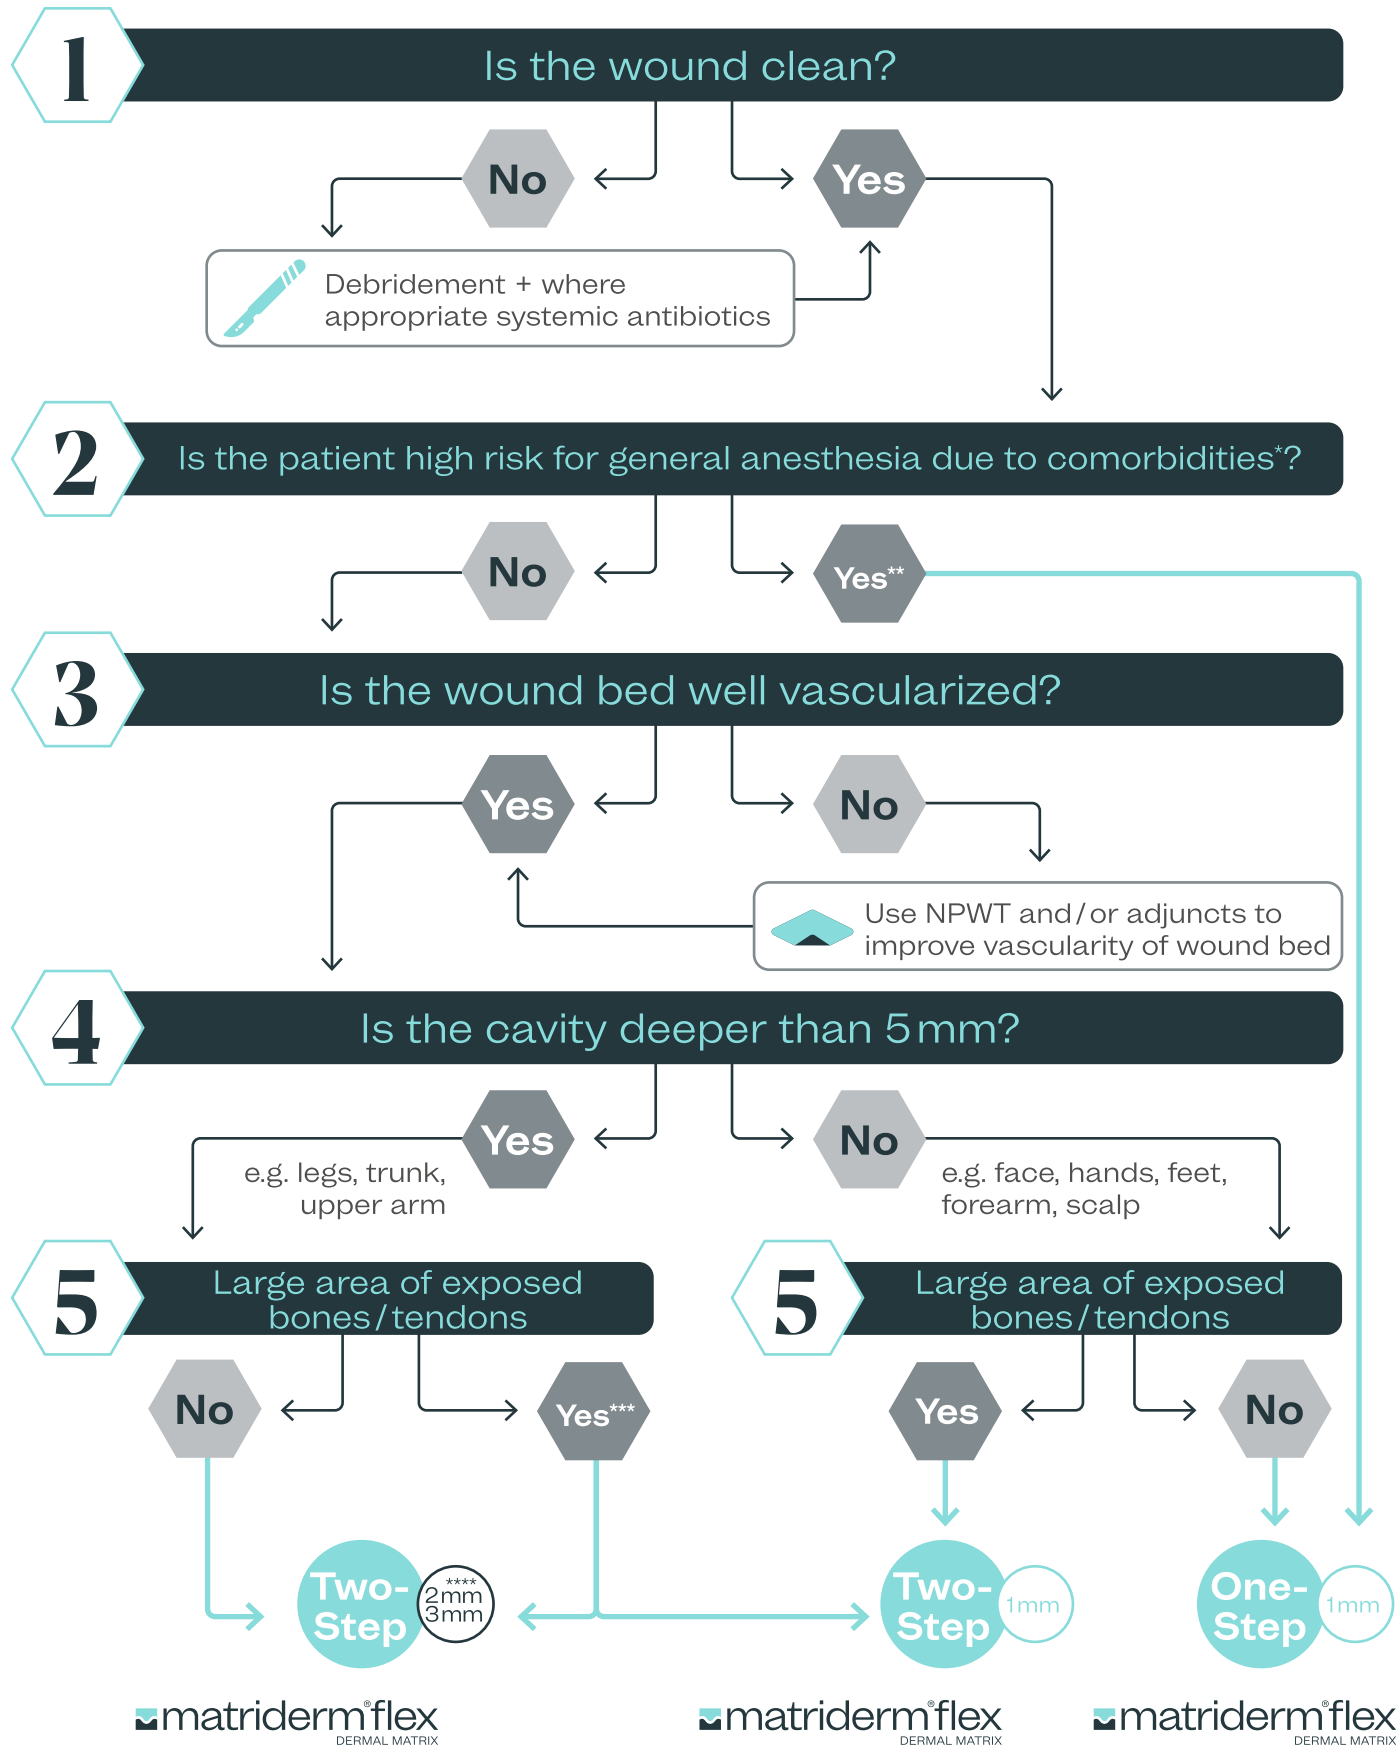 1
Is the wound clean?
No
Yes
Debridement + where
appropriate systemic antibiotics
2
Is the patient high risk for general anesthesia due to comorbidities*?
No
Yes**
3
Is the wound bed well vascularized?
Yes
No
Use NPWT and/or adjuncts to
improve vascularity of wound bed
4
Is the cavity deeper than 5 mm?
Yes
No
e.g. legs, trunk,
upper arm
e.g. face, hands, feet,
forearm, scalp
5
Large area of exposed
bones/tendons
5
Large area of exposed
bones/tendons
No
Yes***
Yes
No
Two-
Step
****
2mm
3mm
Two-
Step
1mm
One-
Step
1mm
matriderm®flex
DERMAL MATRIX
matriderm®flex
DERMAL MATRIX
matriderm®flex
DERMAL MATRIX